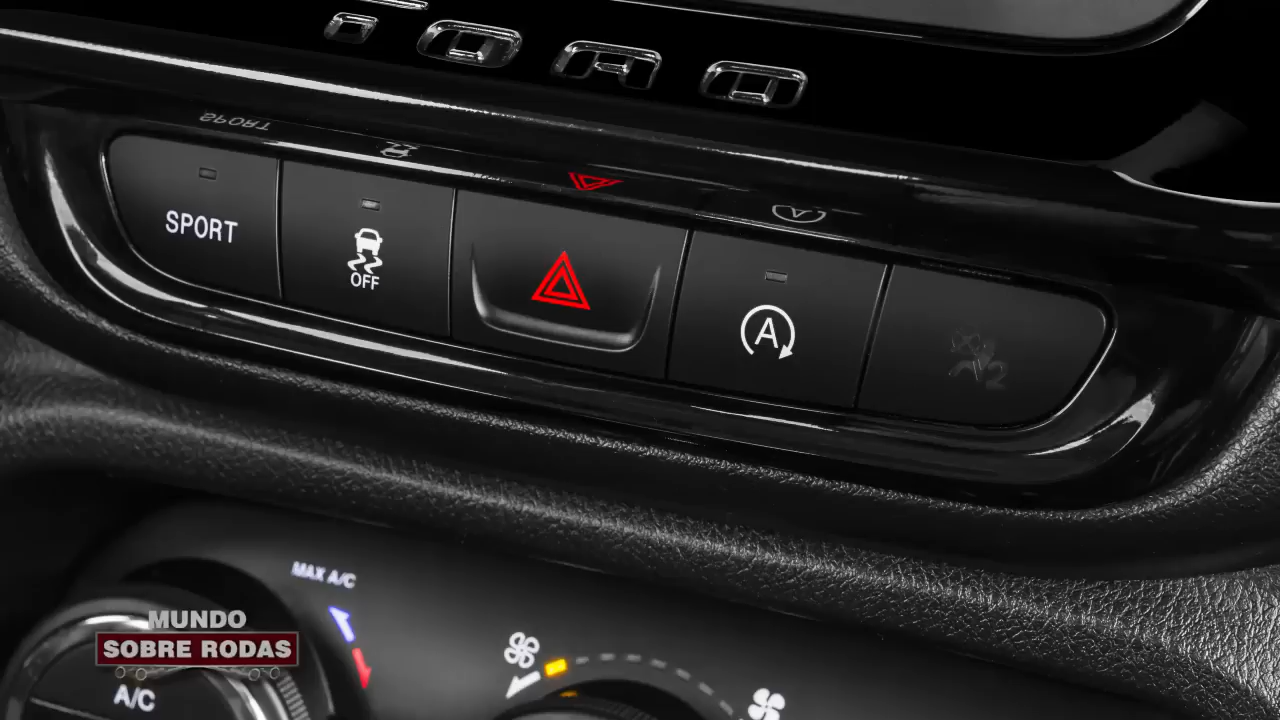 SPORT
OFF
A
MAX A/C
MUNDO
SOBRE RODAS
A/C